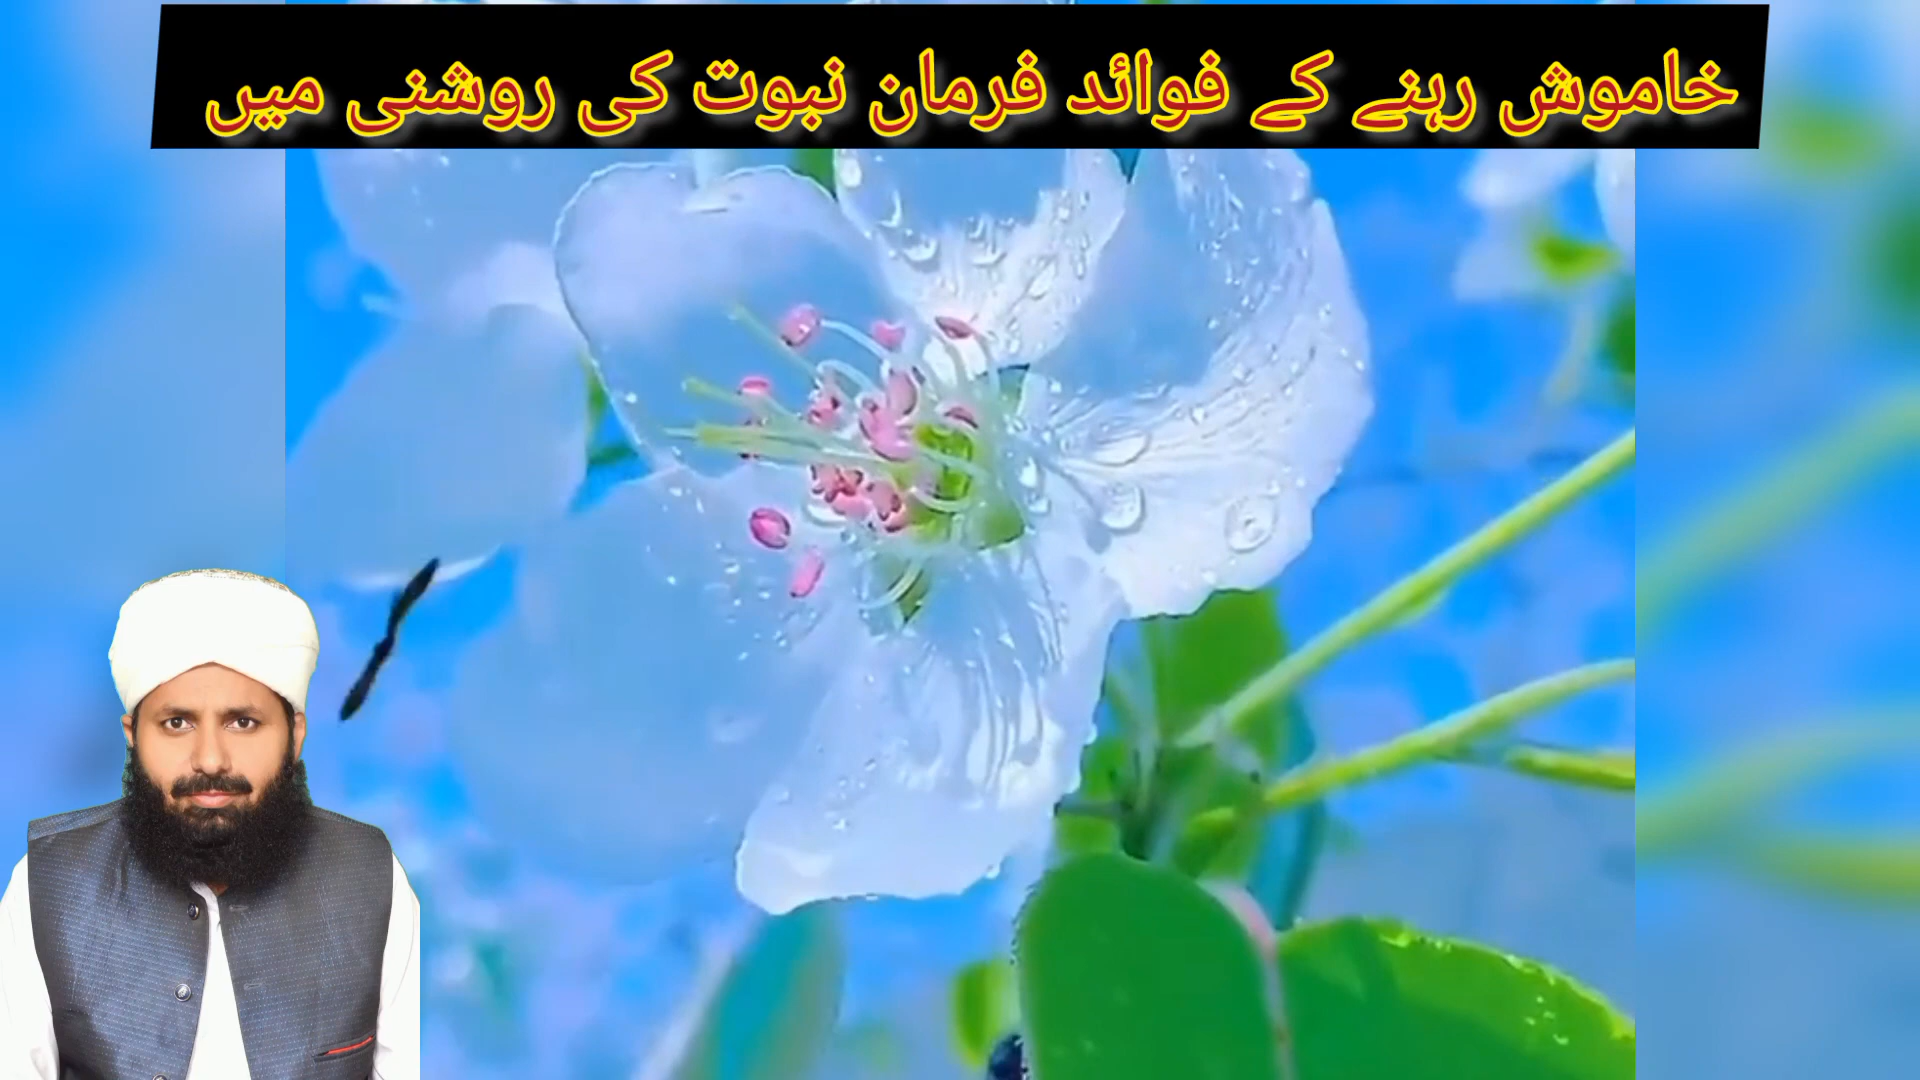 خاموش رہنے کے فوائد فرمان نبوت کی روشنی میں